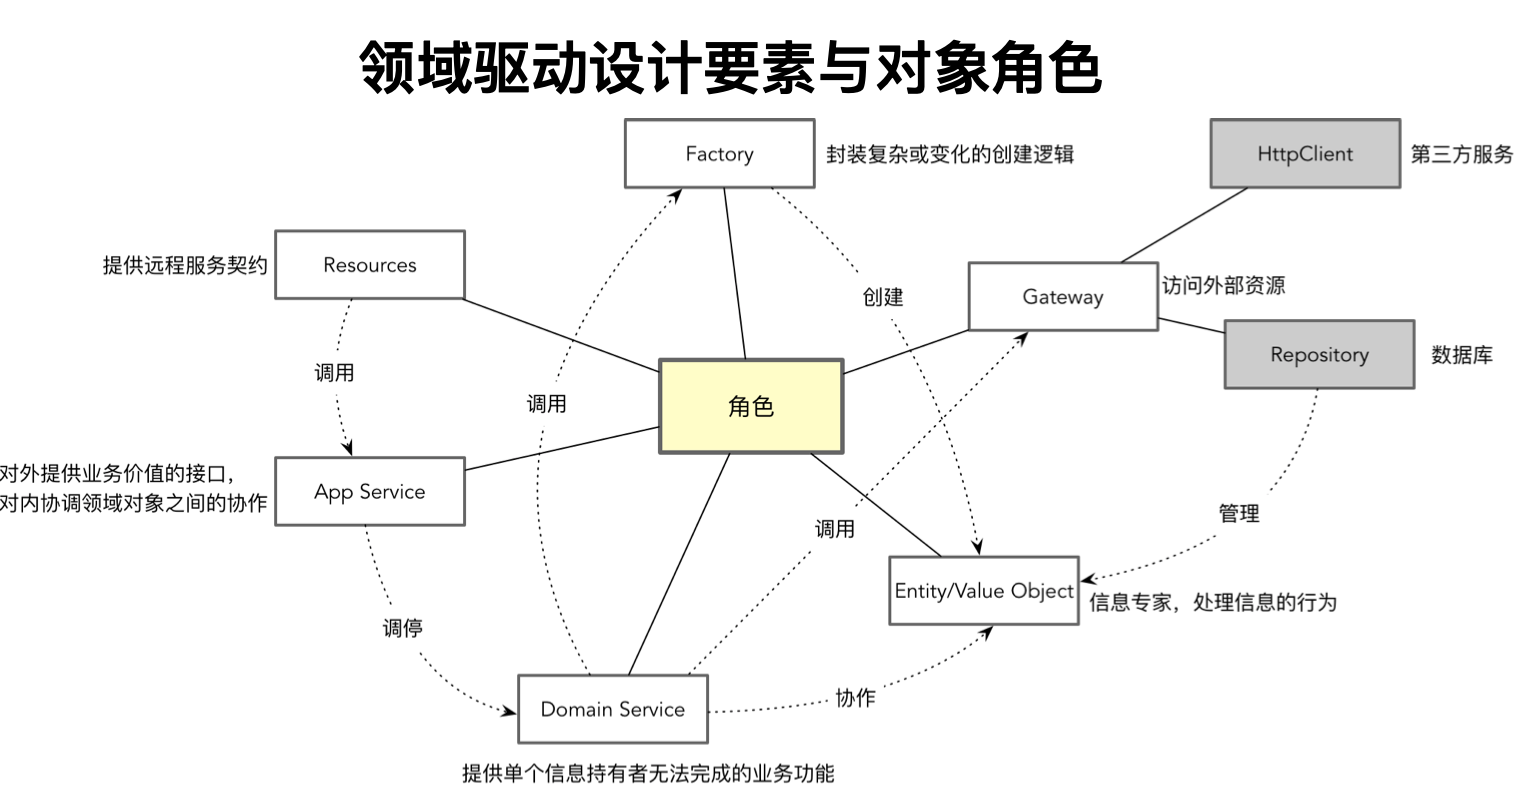 领域驱动设计要素与对象角色
Factory
封装复杂或变化的创建逻辑
HttpClient
第三方服务
提供远程服务契约
Resources
创建
Gateway
访问外部资源
Repository
数据库
调用
调用
角色
对外提供业务价值的接口，
对内协调领域对象之间的协作
App Service
调用
管理
Entity/Value Object
信息专家，处理信息的行为
调停
Domain Service
协作
提供单个信息持有者无法完成的业务功能